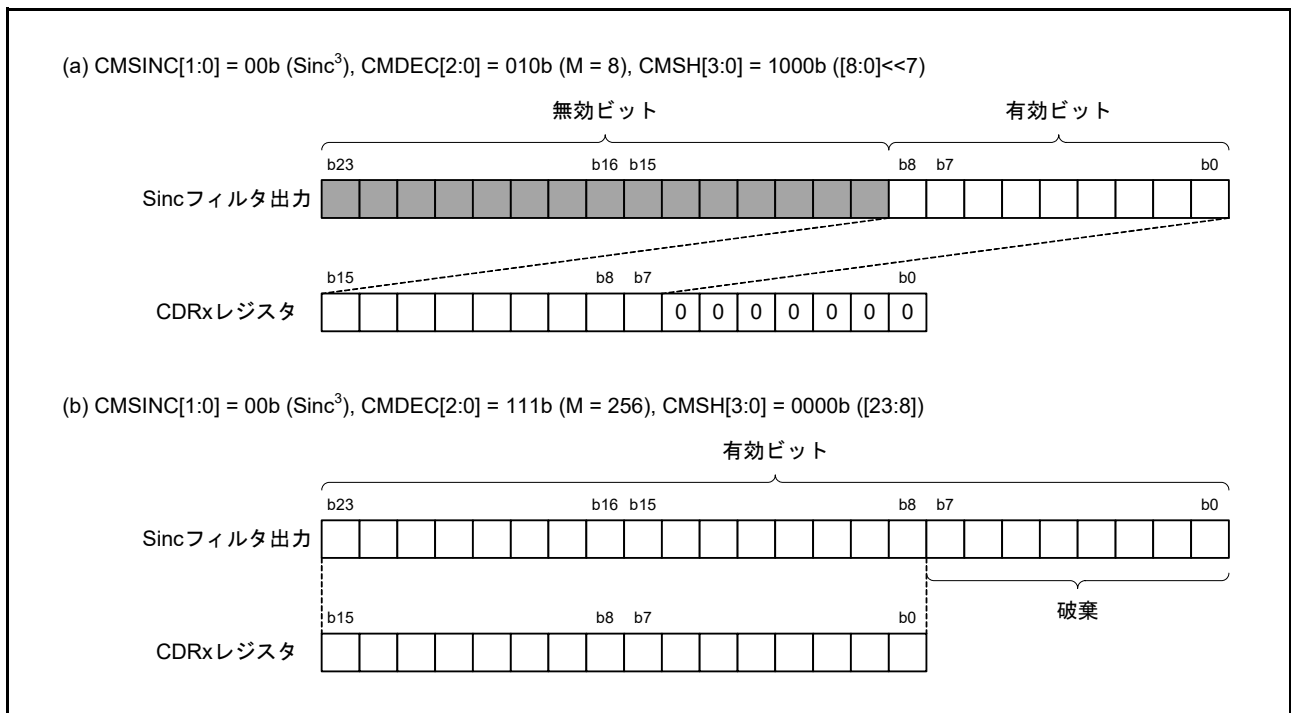 (a) CMSINC[1:0] = 00b (Sinc³), CMDEC[2:0] = 010b (M = 8), CMSH[3:0] = 1000b ([8:0]<<7)
無効ビット 有効ビット
b23 b16 b15 b8 b7 b0
Sincフィルタ出力
b15 b8 b7 b0
CDRxレジスタ 0 0 0 0 0 0 0
(b) CMSINC[1:0] = 00b (Sinc³), CMDEC[2:0] = 111b (M = 256), CMSH[3:0] = 0000b ([23:8])
有効ビット
b23 b16 b15 b8 b7 b0
Sincフィルタ出力
破棄
b15 b8 b7 b0
CDRxレジスタ